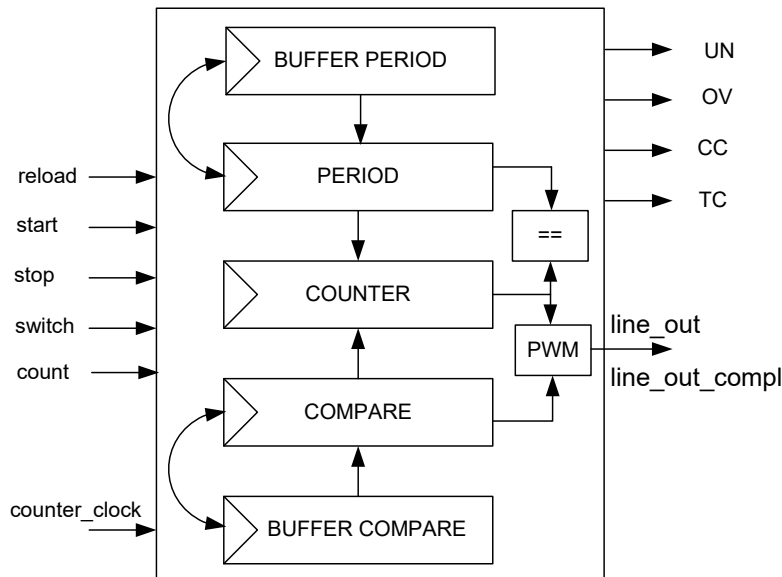 BUFFER PERIOD
UN
OV
CC
TC
reload
PERIOD
start
==
stop
COUNTER
switch
line_out
PWM
count
line_out_compl
COMPARE
counter_clock
BUFFER COMPARE